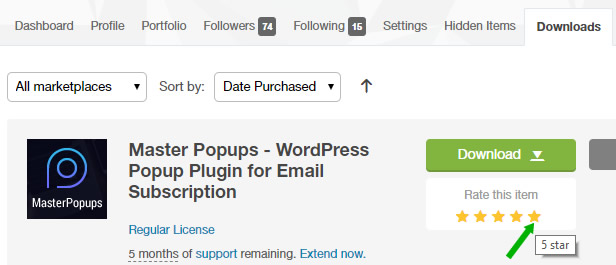 Dashboard Profile Portfolio Followers 74 Following 15 Settings Hidden Items Downloads
All marketplaces Sort by: Date Purchased
MasterPopups
Master Popups - WordPress
Popup Plugin for Email
Subscription
Regular License
5 months of support remaining. Extend now.
Download
Rate this item
5 star